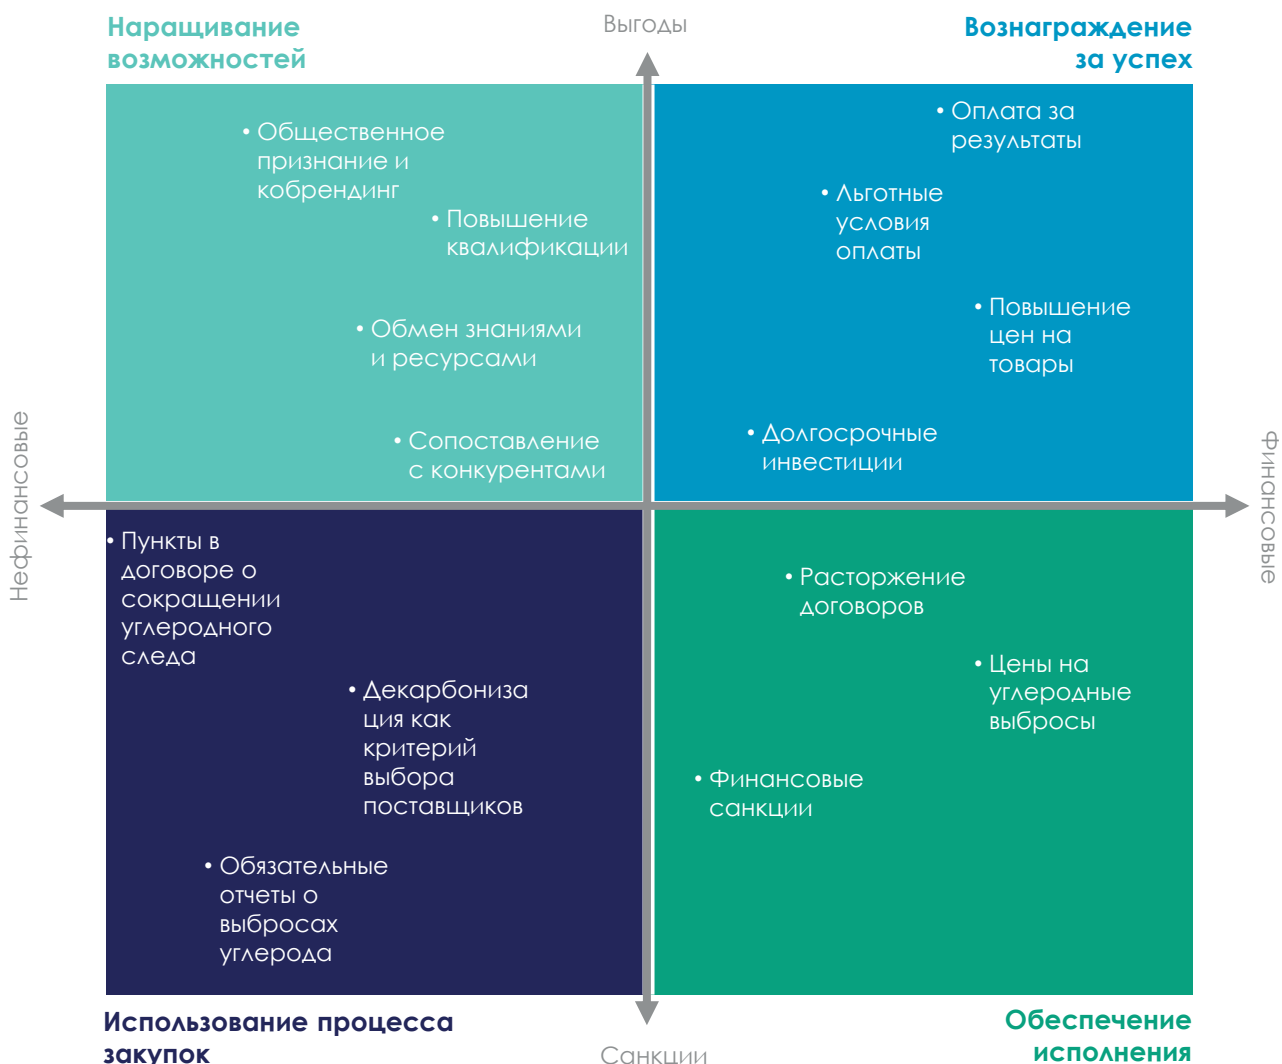 Наращивание
возможностей
Выгоды
Вознаграждение
за успех
• Общественное
признание и
кобрендинг
• Повышение
квалификации
• Обмен знаниями
и ресурсами
• Сопоставление
с конкурентами
• Оплата за
результаты
• Льготные
условия
оплаты
• Повышение
цен на
товары
• Долгосрочные
инвестиции
Нефинансовые
Финансовые
• Пункты в
договоре о
сокращении
углеродного
следа
• Декарбониза
ция как
критерий
выбора
поставщиков
• Обязательные
отчеты о
выбросах
углерода
• Расторжение
договоров
• Цены на
углеродные
выбросы
• Финансовые
санкции
Использование процесса
закупок
Санкции
Обеспечение
исполнения